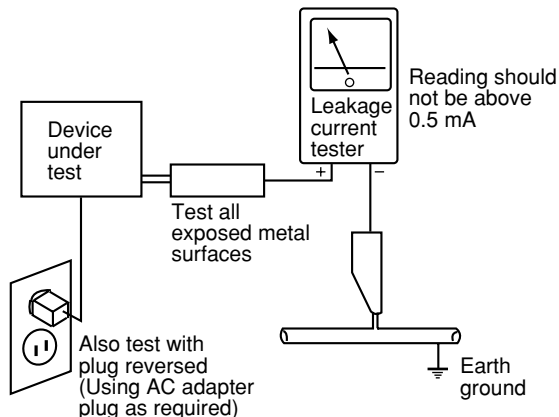 Device
under
test
Leakage
current
tester
+ −
Reading should
not be above
0.5 mA
Test all
exposed metal
surfaces
Also test with
plug reversed
(Using AC adapter
plug as required)
Earth
ground